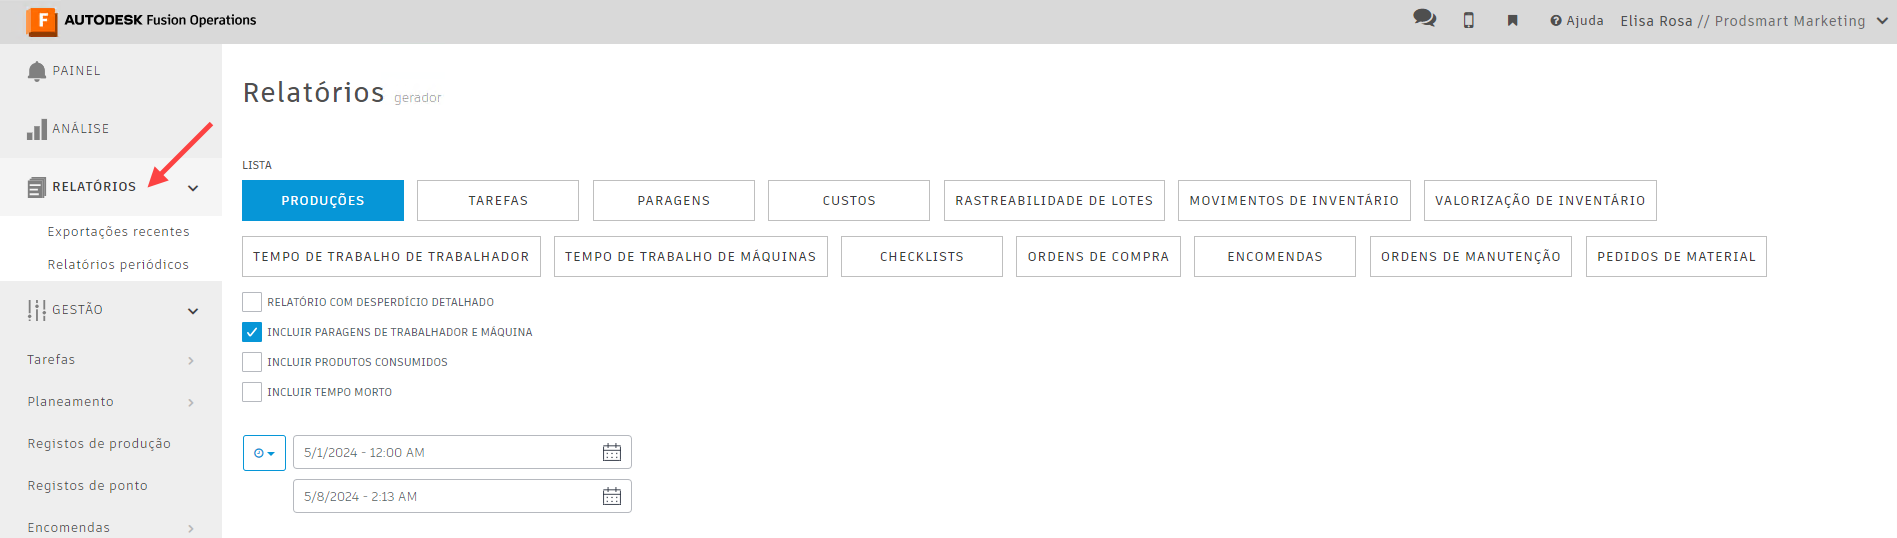 F AUTODESK Fusion Operations
Ajuda Elisa Rosa // Prodsmart Marketing
PAINEL
ANÁLISE
RELATÓRIOS
Exportações recentes
Relatórios periódicos
GESTÃO
Tarefas
Planeamento
Registos de produção
Registos de ponto
Encomendas
Relatórios gerador
LISTA
PRODUÇÕES TAREFAS PARAGENS CUSTOS RASTREABILIDADE DE LOTES MOVIMENTOS DE INVENTÁRIO VALORIZAÇÃO DE INVENTÁRIO
TEMPO DE TRABALHO DE TRABALHADOR TEMPO DE TRABALHO DE MÁQUINAS CHECKLISTS ORDENS DE COMPRA ENCOMENDAS ORDENS DE MANUTENÇÃO PEDIDOS DE MATERIAL
RELATÓRIO COM DESPERDÍCIO DETALHADO
INCLUIR PARAGENS DE TRABALHADOR E MÁQUINA
INCLUIR PRODUTOS CONSUMIDOS
INCLUIR TEMPO MORTO
5/1/2024 - 12:00 AM
5/8/2024 - 2:13 AM